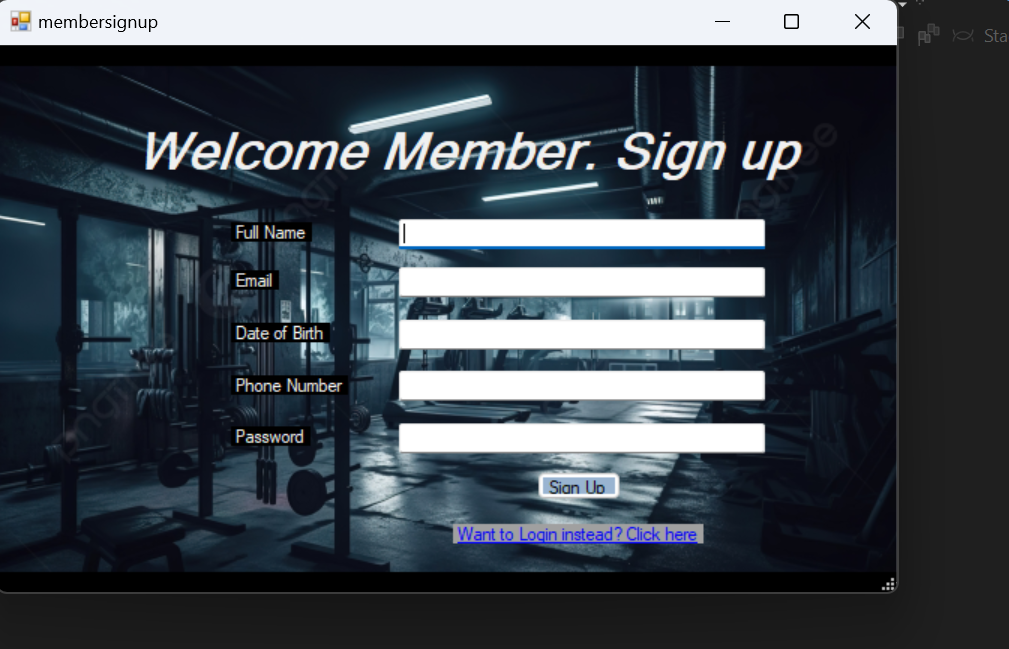 membersignup
Sta
Welcome Member. Sign up
Full Name
Email
Date of Birth
Phone Number
Password
Sign Up
Want to Login instead? Click here